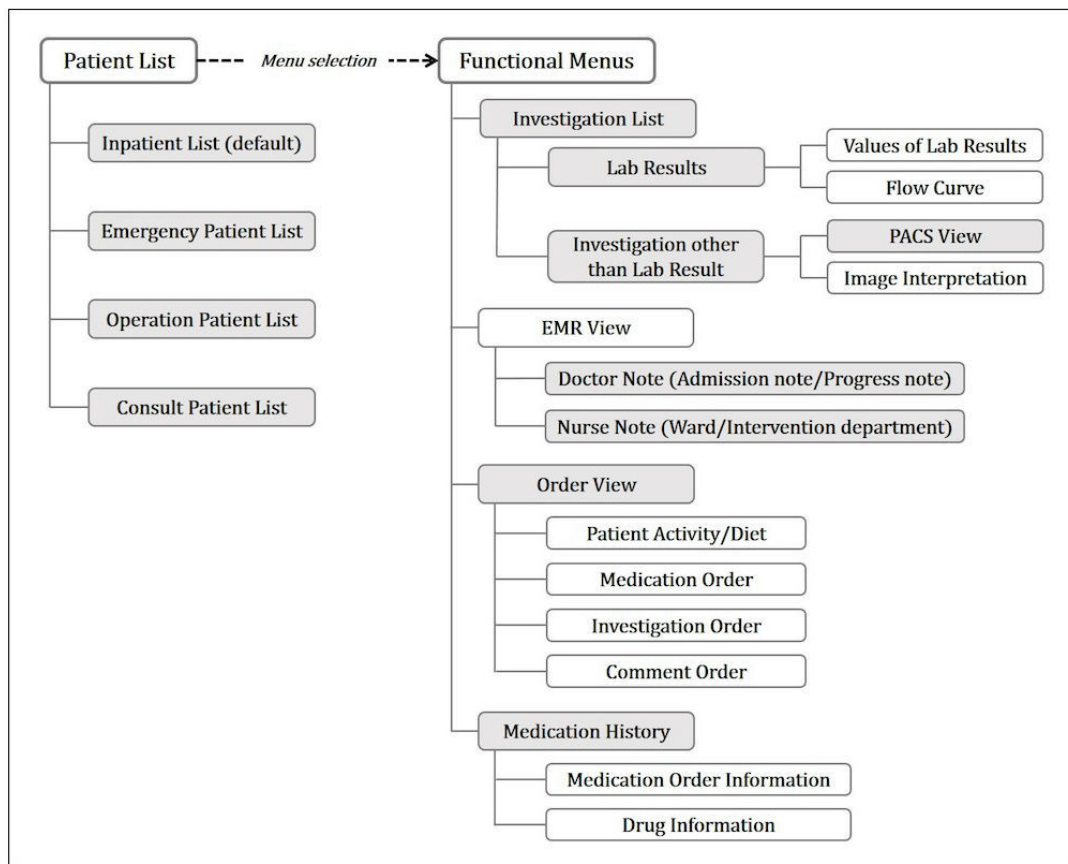 Patient List
Menu selection
Functional Menus
Inpatient List (default)
Emergency Patient List
Operation Patient List
Consult Patient List
Investigation List
Lab Results
Values of Lab Results
Flow Curve
Investigation other
than Lab Result
PACS View
Image Interpretation
EMR View
Doctor Note (Admission note/Progress note)
Nurse Note (Ward/Intervention department)
Order View
Patient Activity/Diet
Medication Order
Investigation Order
Comment Order
Medication History
Medication Order Information
Drug Information